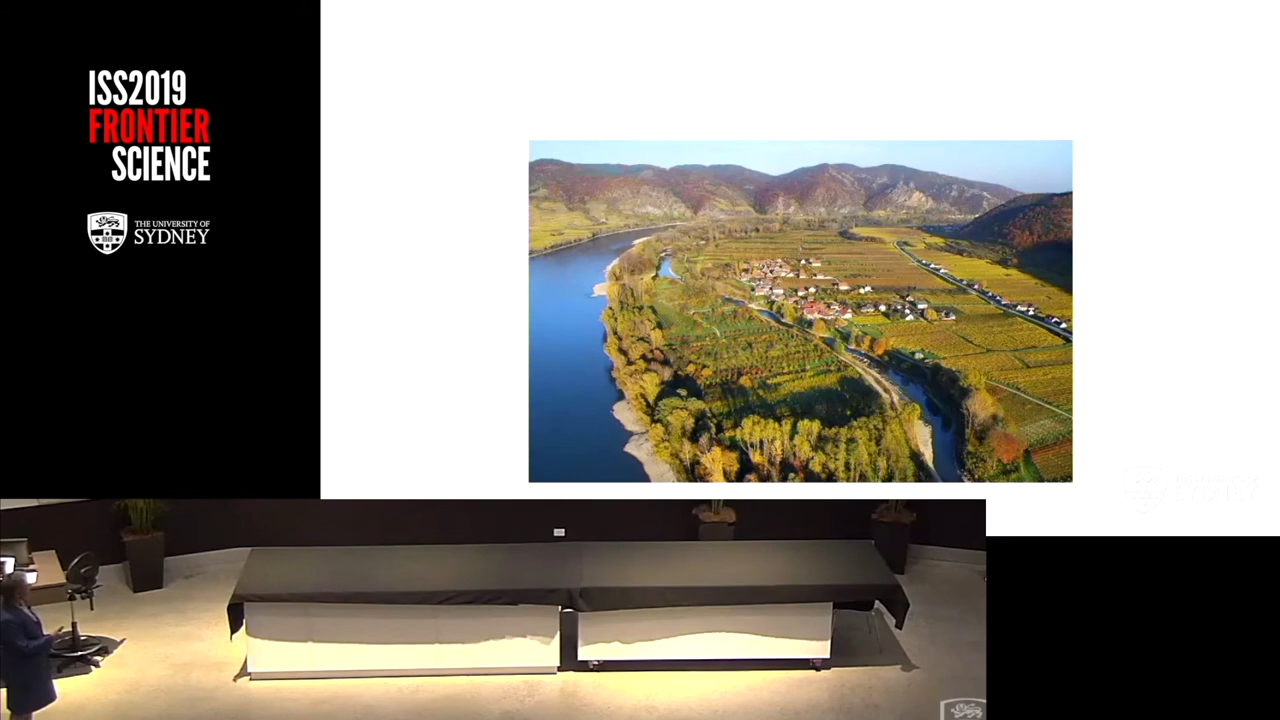 ISS2019
FRONTIER
SCIENCE
THE UNIVERSITY OF
SYDNEY